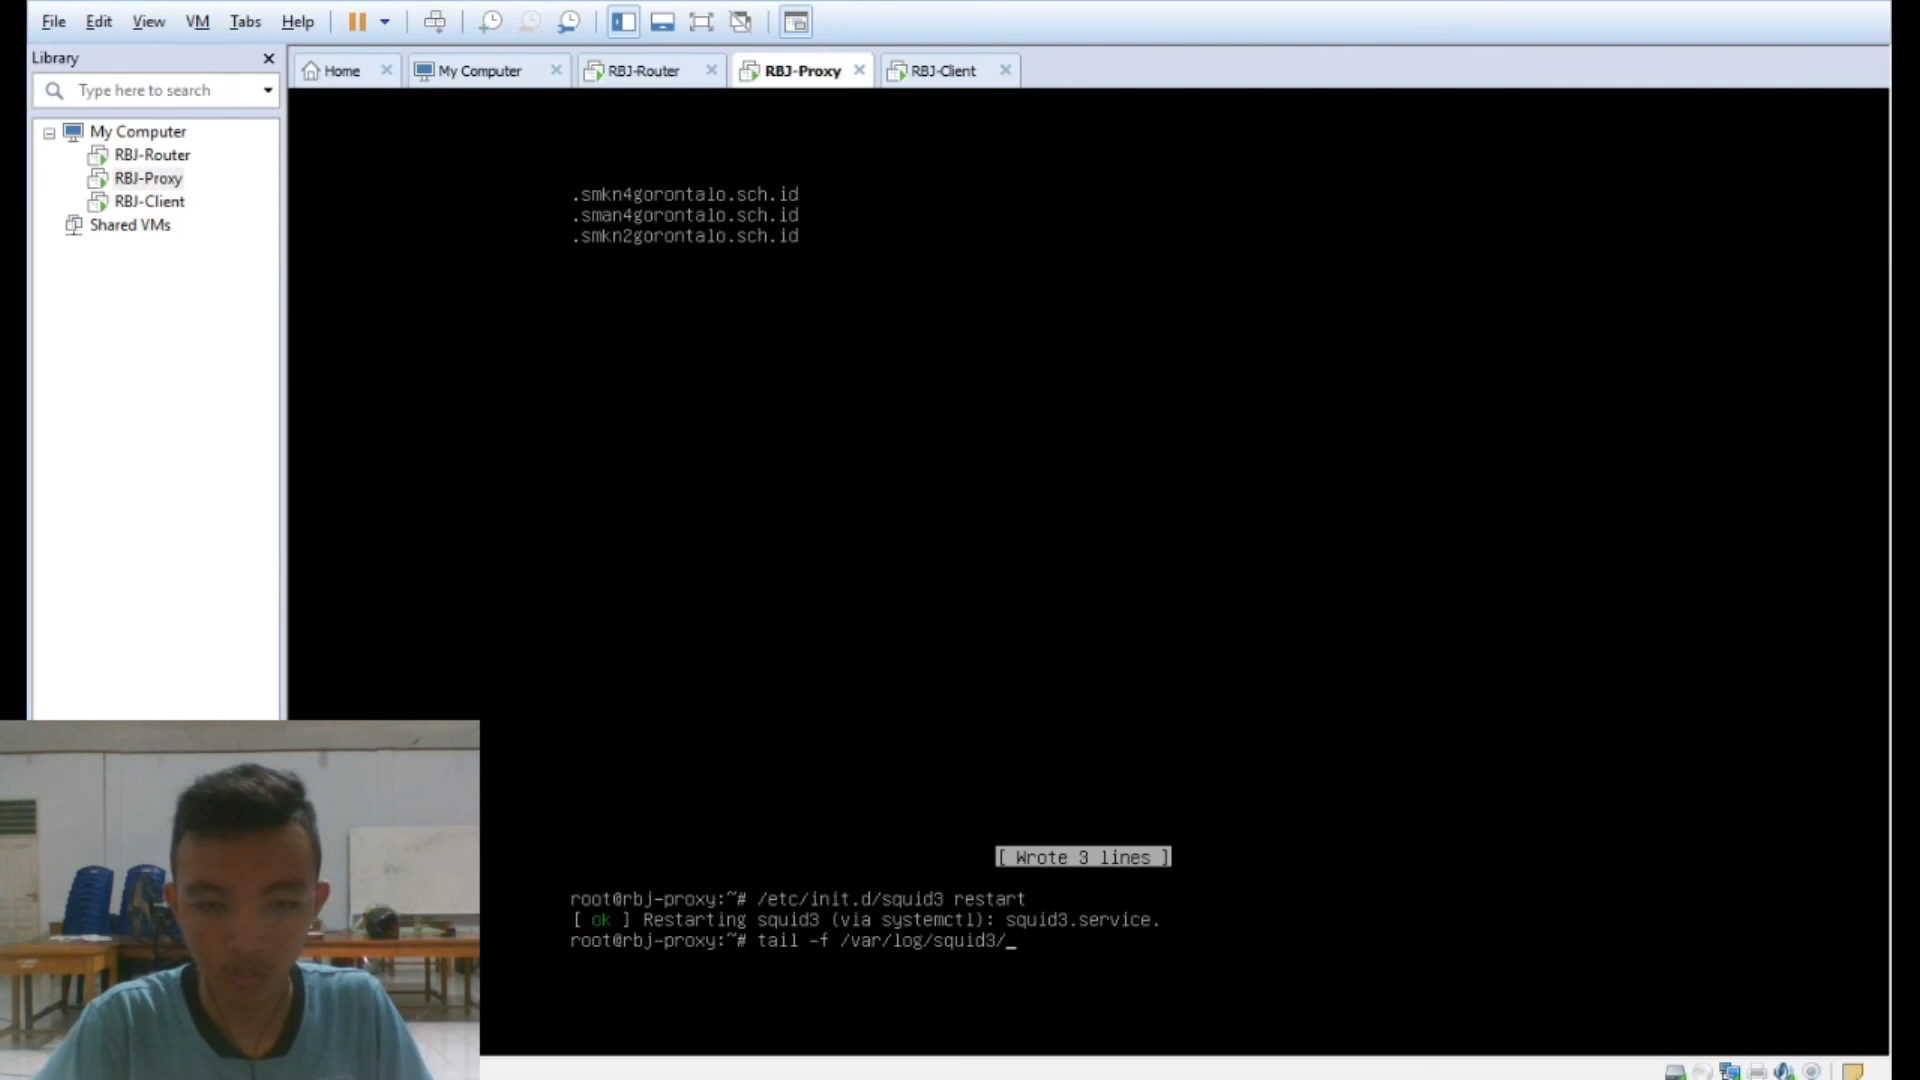 File Edit View VM Tabs Help
Library
Type here to search
Home
My Computer
RBJ-Router
RBJ-Proxy
RBJ-Client
My Computer
RBJ-Router
RBJ-Proxy
RBJ-Client
Shared VMs
.smkn4gorontalo.sch.id
.sman4gorontalo.sch.id
.smkn2gorontalo.sch.id
[ Wrote 3 lines ]
root@rbj-proxy:~# /etc/init.d/squid3 restart
[ ok ] Restarting squid3 (via systemctl): squid3.service.
root@rbj-proxy:~# tail -f /var/log/squid3/_